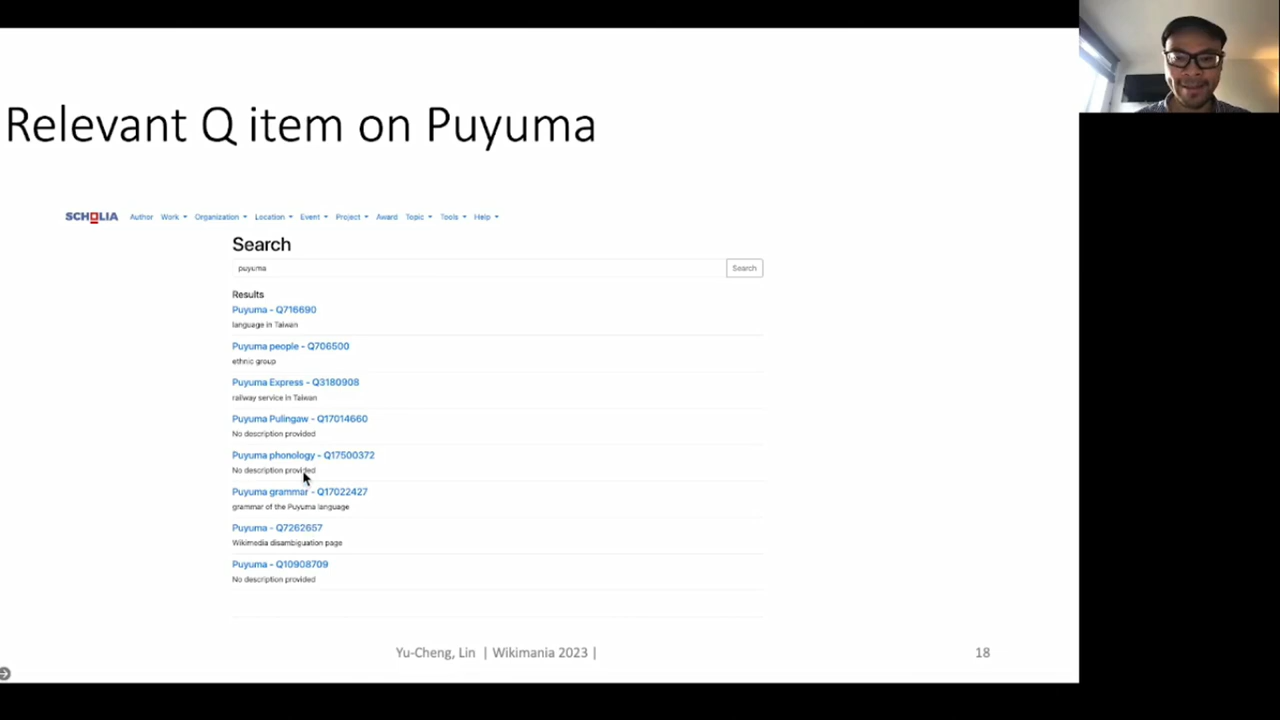 Relevant Q item on Puyuma
SCHOLIA Author Work Organization Location Event Project Award Topic Tools Help
Search
puyuma Search
Results
Puyuma - Q716690
language in Taiwan
Puyuma people - Q706500
ethnic group
Puyuma Express - Q3180908
railway service in Taiwan
Puyuma Pulingaw - Q17014660
No description provided
Puyuma phonology - Q17500372
No description provided
Puyuma grammar - Q17022427
grammar of the Puyuma language
Puyuma - Q7262657
Wikimedia disambiguation page
Puyuma - Q10908709
No description provided
Yu-Cheng, Lin | Wikimania 2023 | 18